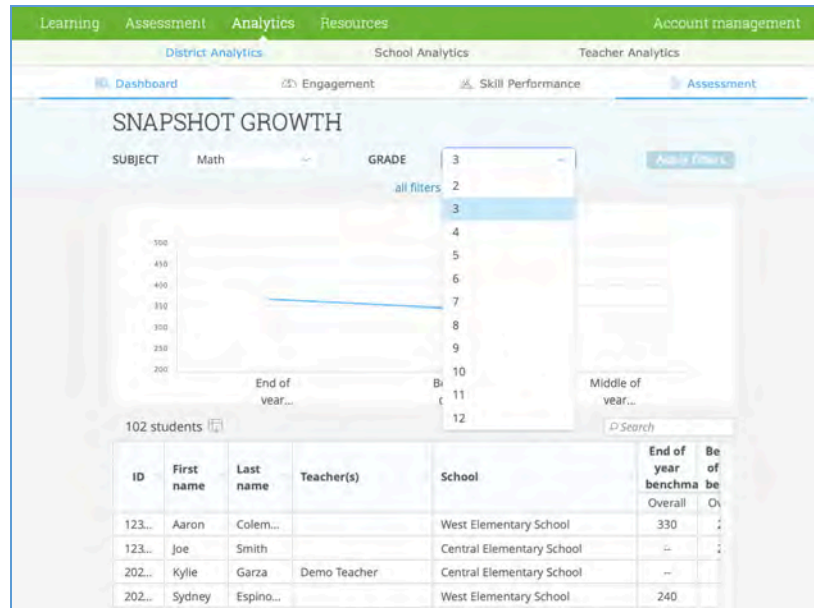 Learning Assessment Analytics Resources Account management
District Analytics School Analytics Teacher Analytics
Dashboard Engagement Skill Performance Assessment
SNAPSHOT GROWTH
SUBJECT Math GRADE 3 Apply filters
all filters
2
3
4
5
6
7
8
9
10
11
12
500
450
400
350
300
250
200
End of
year...
Middle of
year...
102 students
Search
ID First name Last name Teacher(s) School End of year benchma Be of be
Overall Ov
123... Aaron Colem... West Elementary School 330
123... Joe Smith Central Elementary School --
202... Kylie Garza Demo Teacher Central Elementary School --
202... Sydney Espino... West Elementary School 240